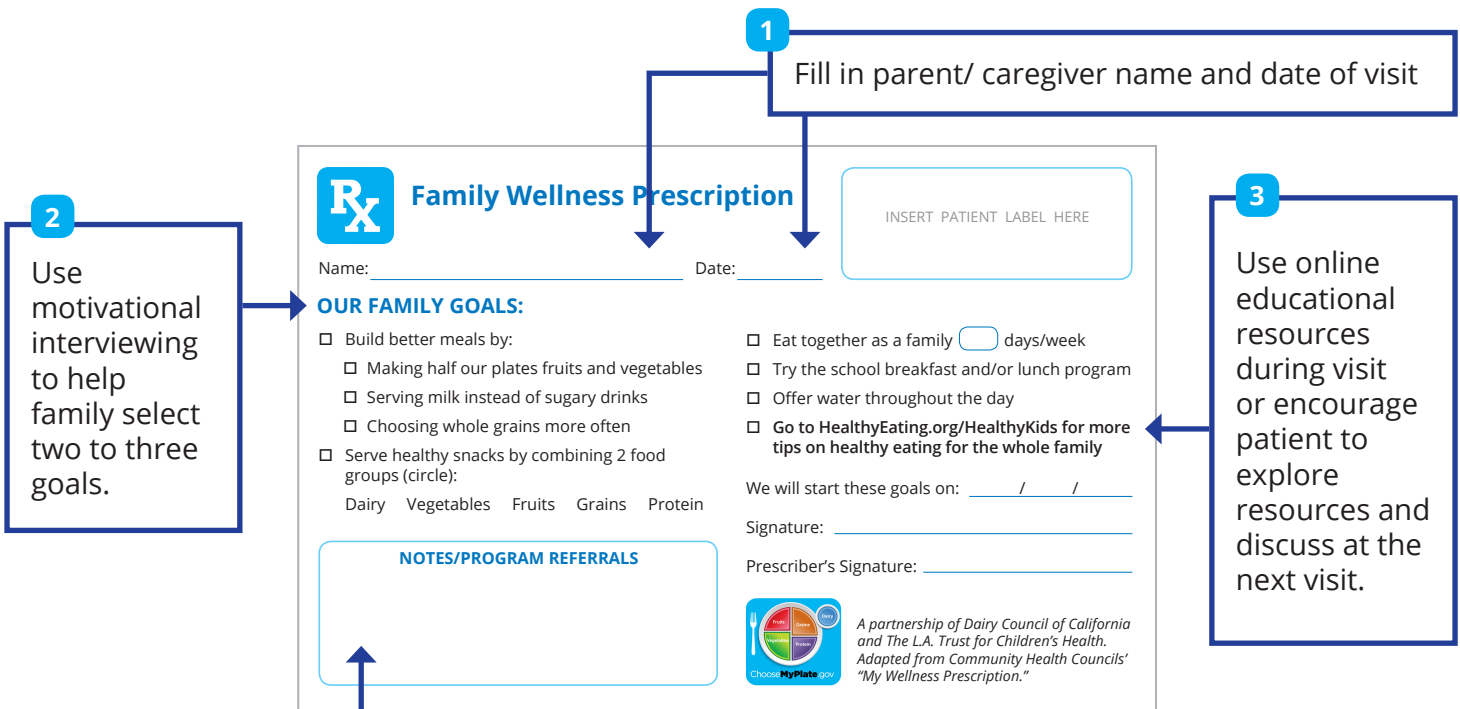 1
Fill in parent/ caregiver name and date of visit
2
Use
motivational
interviewing
to help
family select
two to three
goals.
Rx
Family Wellness Prescription
INSERT PATIENT LABEL HERE
Name:
Date:
OUR FAMILY GOALS:
Build better meals by:
Making half our plates fruits and vegetables
Serving milk instead of sugary drinks
Choosing whole grains more often
Serve healthy snacks by combining 2 food
groups (circle):
Dairy Vegetables Fruits Grains Protein
NOTES/PROGRAM REFERRALS
Eat together as a family days/week
Try the school breakfast and/or lunch program
Offer water throughout the day
Go to HealthyEating.org/HealthyKids for more
tips on healthy eating for the whole family
We will start these goals on: / /
Signature:
Prescriber's Signature:
Fruits
Grains
Dairy
Vegetables
Protein
ChooseMyPlate.gov
A partnership of Dairy Council of California
and The L.A. Trust for Children's Health.
Adapted from Community Health Councils'
"My Wellness Prescription."
3
Use online
educational
resources
during visit
or encourage
patient to
explore
resources and
discuss at the
next visit.